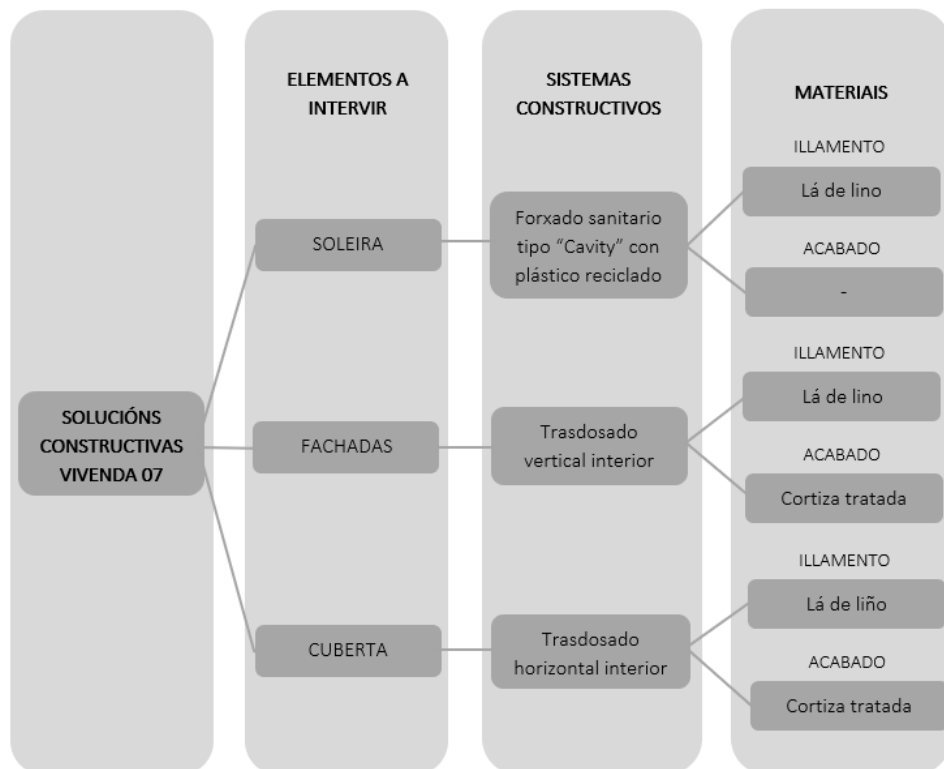 SOLUCIÓNS
CONSTRUCTIVAS
VIVENDA 07
ELEMENTOS A
INTERVIR
SOLEIRA
FACHADAS
CUBERTA
SISTEMAS
CONSTRUCTIVOS
Forxado sanitario
tipo “Cavity” con
plástico reciclado
Trasdosado
vertical interior
Trasdosado
horizontal interior
MATERIAIS
ILLAMENTO
Lá de lino
ACABADO
-
ILLAMENTO
Lá de lino
ACABADO
Cortiza tratada
ILLAMENTO
Lá de liño
ACABADO
Cortiza tratada